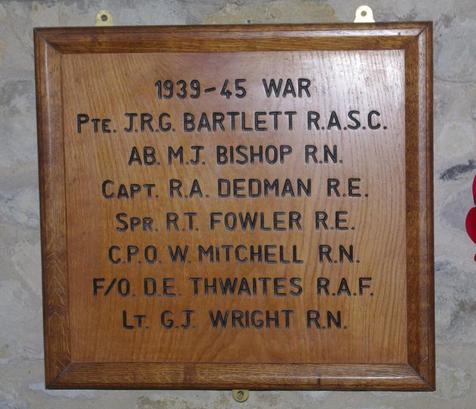 1939-45 WAR
PTE. J.R.G. BARTLETT R.A.S.C.
AB. M.J. BISHOP R.N.
CAPT. R.A. DEDMAN R.E.
SPR. R.T. FOWLER R.E.
C.P.O. W. MITCHELL R.N.
F/O. D.E. THWAITES R.A.F.
LT. G.J. WRIGHT R.N.